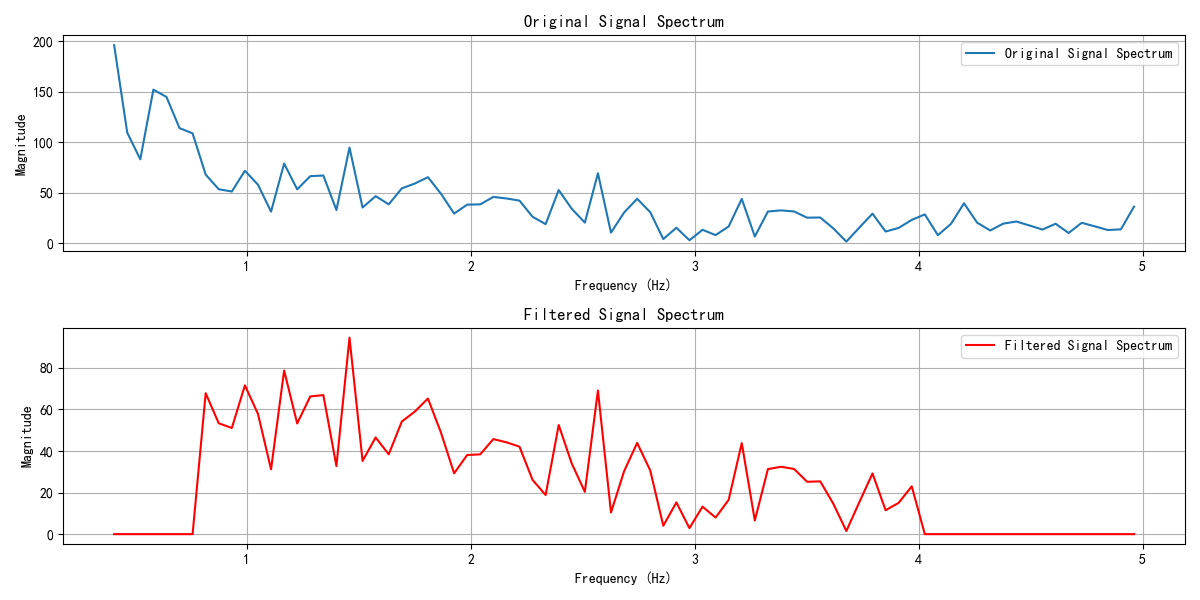 Original Signal Spectrum
200
150
100
50
0
Magnitude
Original Signal Spectrum
1
2
3
4
5
Frequency (Hz)
Filtered Signal Spectrum
80
60
40
20
0
Magnitude
Filtered Signal Spectrum
1
2
3
4
5
Frequency (Hz)